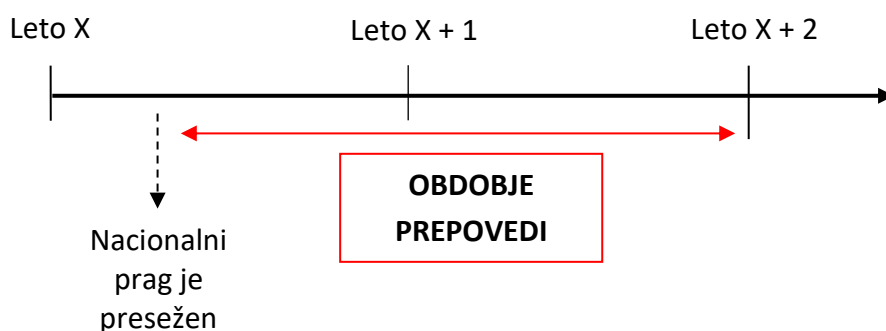 Leto X
Leto X + 1
Leto X + 2
OBDOBJE
PREPOVEDI
Nacionalni
prag je
presežen